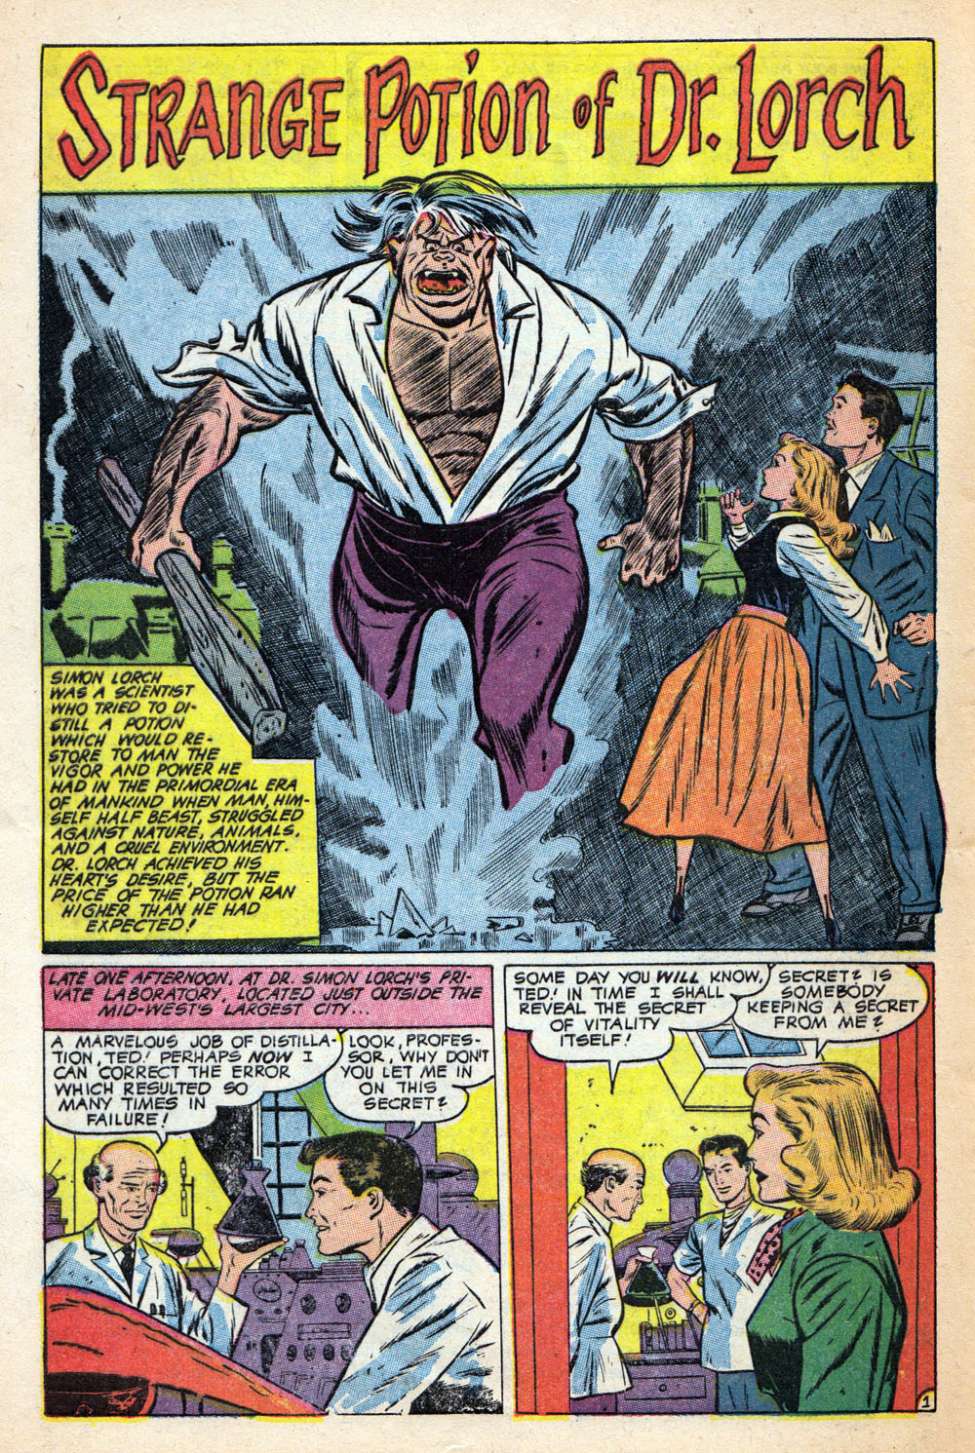 STRANGE POTION OF DR. LORCH
SIMON LORCH
WAS A SCIENTIST
WHO TRIED TO DI-
STILL A POTION
WHICH WOULD RE-
STORE TO MAN THE
VIGOR AND POWER HE
HAD IN THE PRIMORDIAL ERA
OF MANKIND WHEN MAN, HIM-
SELF HALF BEAST, STRUGGLED
AGAINST NATURE, ANIMALS,
AND A CRUEL ENVIRONMENT.
DR. LORCH ACHIEVED HIS
HEART'S DESIRE, BUT THE
PRICE OF THE POTION RAN
HIGHER THAN HE HAD
EXPECTED!
LATE ONE AFTERNOON, AT DR. SIMON LORCH'S PRI-
VATE LABORATORY, LOCATED JUST OUTSIDE THE
MID-WEST'S LARGEST CITY...
A MARVELOUS JOB OF DISTILLA-
TION, TED! PERHAPS NOW I
CAN CORRECT THE ERROR
WHICH RESULTED SO
MANY TIMES IN
FAILURE!
LOOK, PROFES-
SOR, WHY DON'T
YOU LET ME IN
ON THIS
SECRET?
SOME DAY YOU WILL KNOW,
TED! IN TIME I SHALL
REVEAL THE SECRET
OF VITALITY
ITSELF!
SECRET? IS
SOMEBODY
KEEPING A SECRET
FROM ME?
1